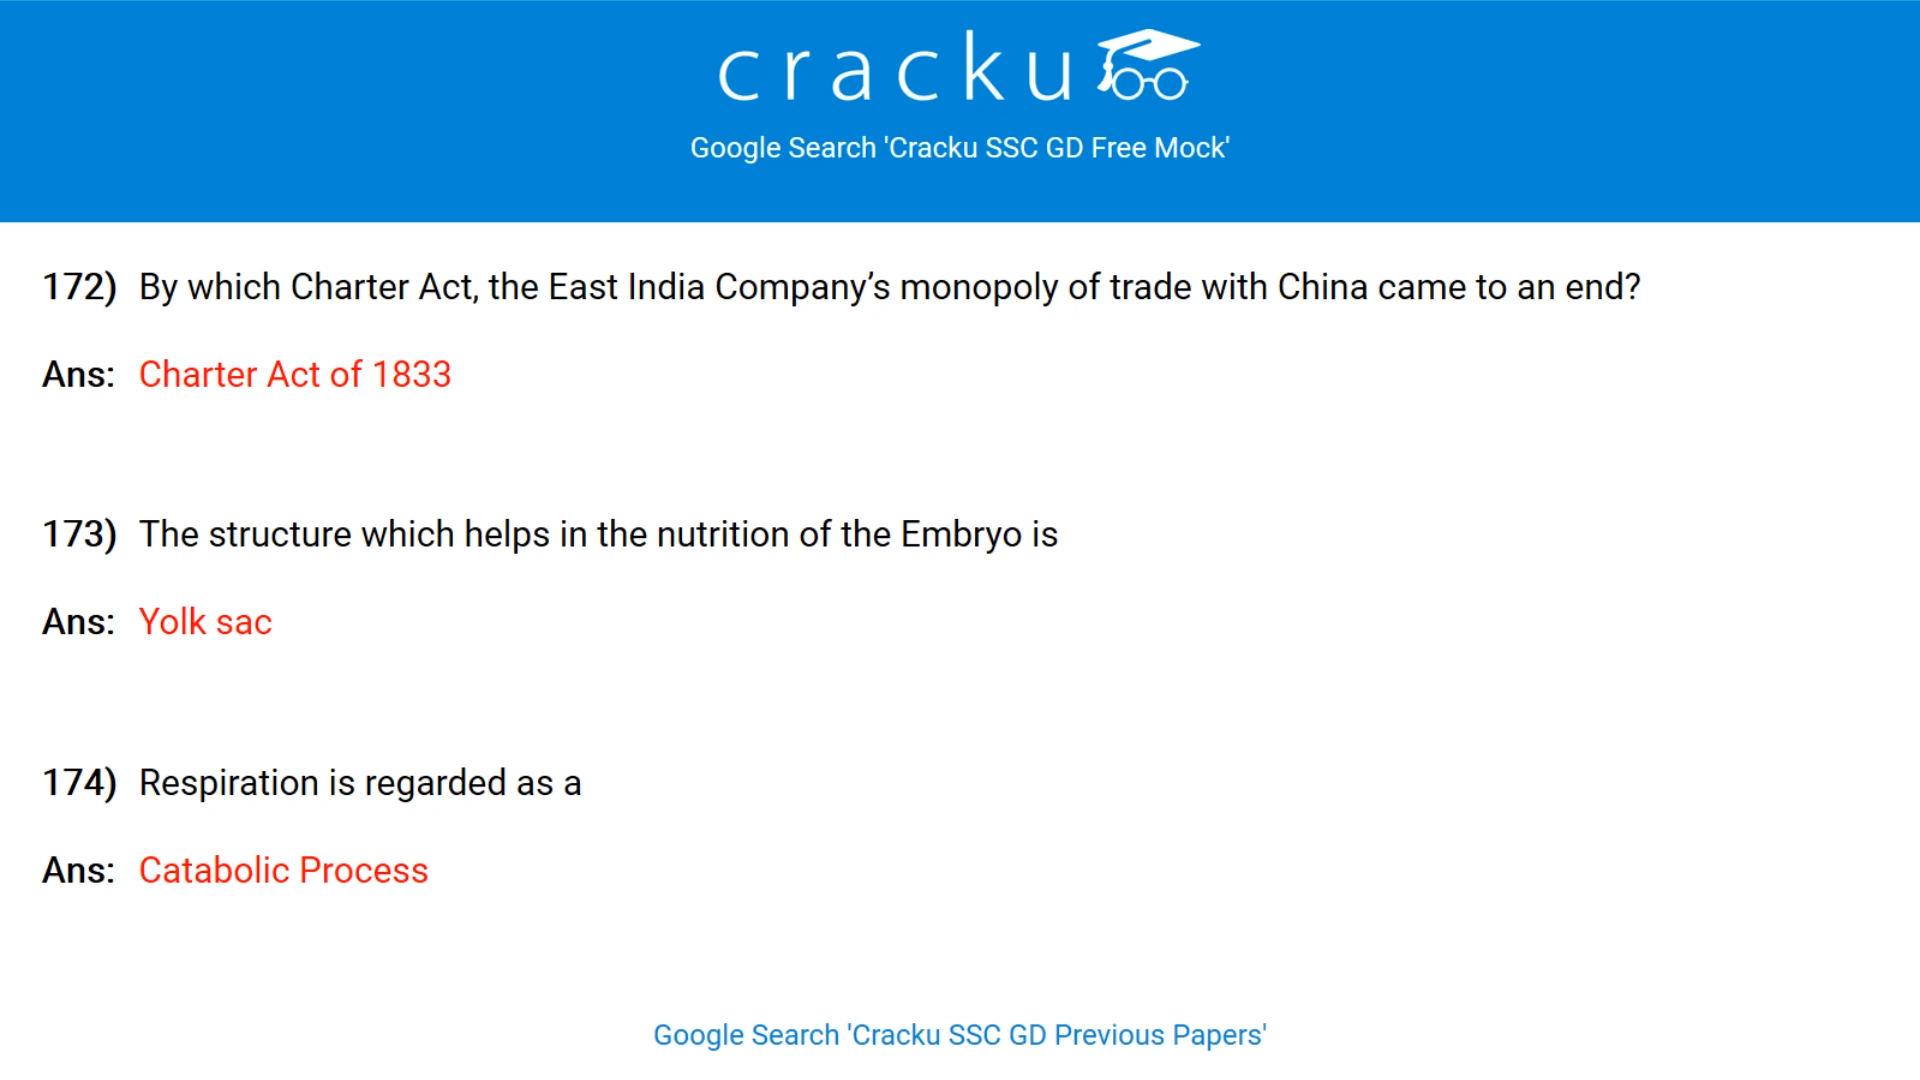 cracku
Google Search 'Cracku SSC GD Free Mock'
172) By which Charter Act, the East India Company’s monopoly of trade with China came to an end?
Ans: Charter Act of 1833
173) The structure which helps in the nutrition of the Embryo is
Ans: Yolk sac
174) Respiration is regarded as a
Ans: Catabolic Process
Google Search 'Cracku SSC GD Previous Papers'